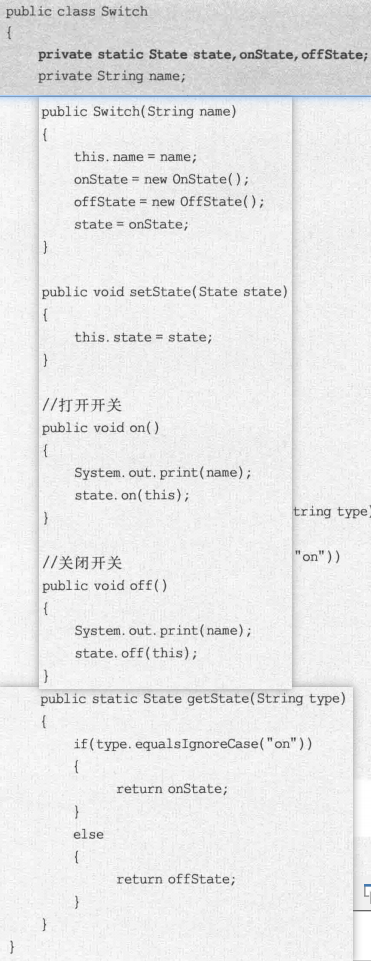 public class Switch
{
private static State state,onState,offState;
private String name;
public Switch(String name)
{
this.name = name;
onState = new OnState();
offState = new OffState();
state = onState;
}
public void setState(State state)
{
this.state = state;
}
//打开开关
public void on()
{
System.out.print(name);
state.on(this);
}
tring type)
//关闭开关
"on"))
public void off()
{
System.out.print(name);
state.off(this);
}
public static State getState(String type)
{
if(type.equalsIgnoreCase("on"))
{
return onState;
}
else
{
return offState;
}
}
}